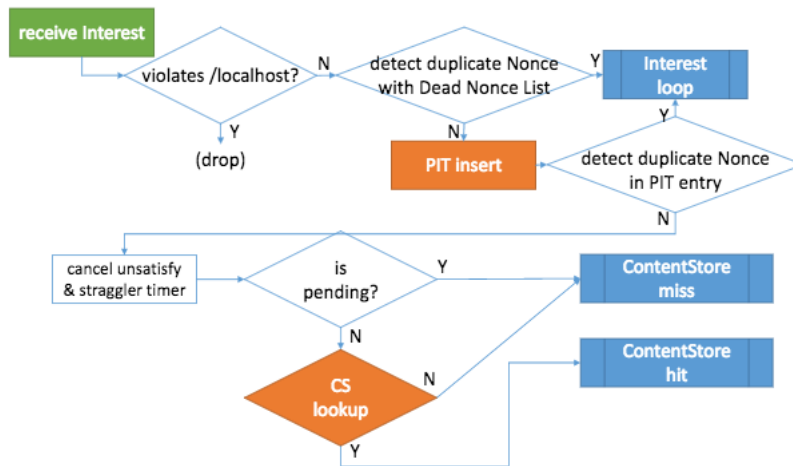 receive Interest
violates /localhost?
N
detect duplicate Nonce
with Dead Nonce List
Y
Interest
loop
Y
(drop)
N
PIT insert
Y
detect duplicate Nonce
in PIT entry
N
cancel unsatisfy
& straggler timer
is
pending?
Y
ContentStore
miss
N
CS
lookup
N
ContentStore
hit
Y